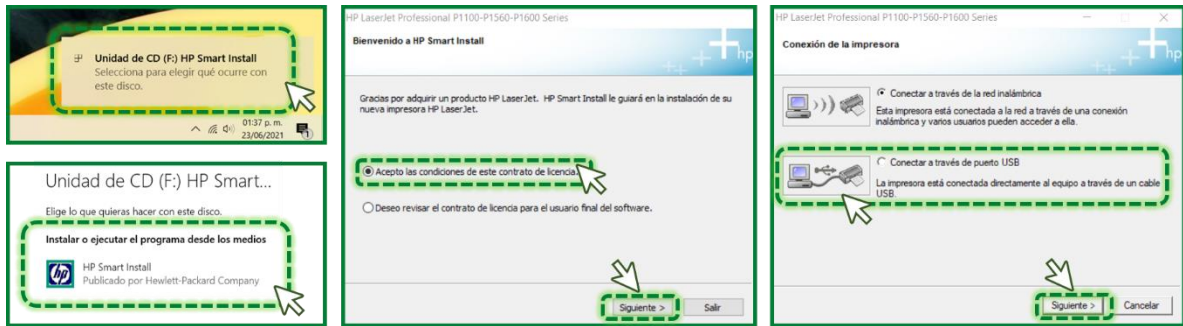 Unidad de CD (F:) HP Smart Install
Selecciona para elegir qué ocurre con
este disco.
01:37 p. m.
23/06/2021
1
Unidad de CD (F:) HP Smart...
Elige lo que quieras hacer con este disco.
Instalar o ejecutar el programa desde los medios
hp
HP Smart Install
Publicado por Hewlett-Packard Company
HP LaserJet Professional P1100-P1560-P1600 Series
Bienvenido a HP Smart Install
hp
Gracias por adquirir un producto HP LaserJet. HP Smart Install le guiará en la instalación de su
nueva impresora HP LaserJet.
Acepto las condiciones de este contrato de licencia.
Deseo revisar el contrato de licencia para el usuario final del software.
Siguiente >
Salir
HP LaserJet Professional P1100-P1560-P1600 Series
Conexión de la impresora
hp
Conectar a través de la red inalámbrica
Esta impresora está conectada a la red a través de una conexión
inalámbrica y varios usuarios pueden acceder a ella.
Conectar a través de puerto USB
La impresora está conectada directamente al equipo a través de un cable
USB.
Siguiente >
Cancelar